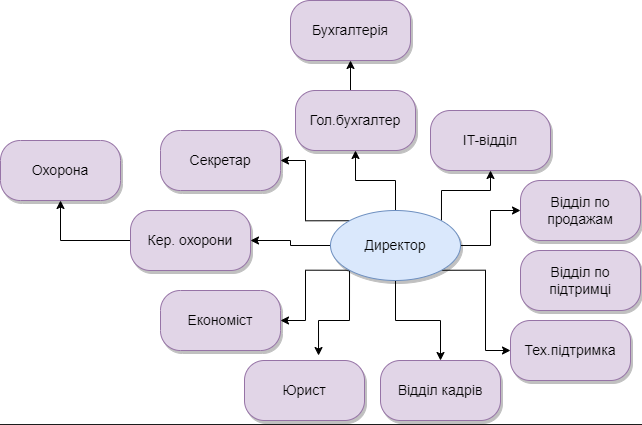 Бухгалтерія
Гол.бухгалтер
ІТ-відділ
Секретар
Охорона
Відділ по
продажам
Кер. охорони
Директор
Відділ по
підтримці
Економіст
Тех.підтримка
Юрист
Відділ кадрів